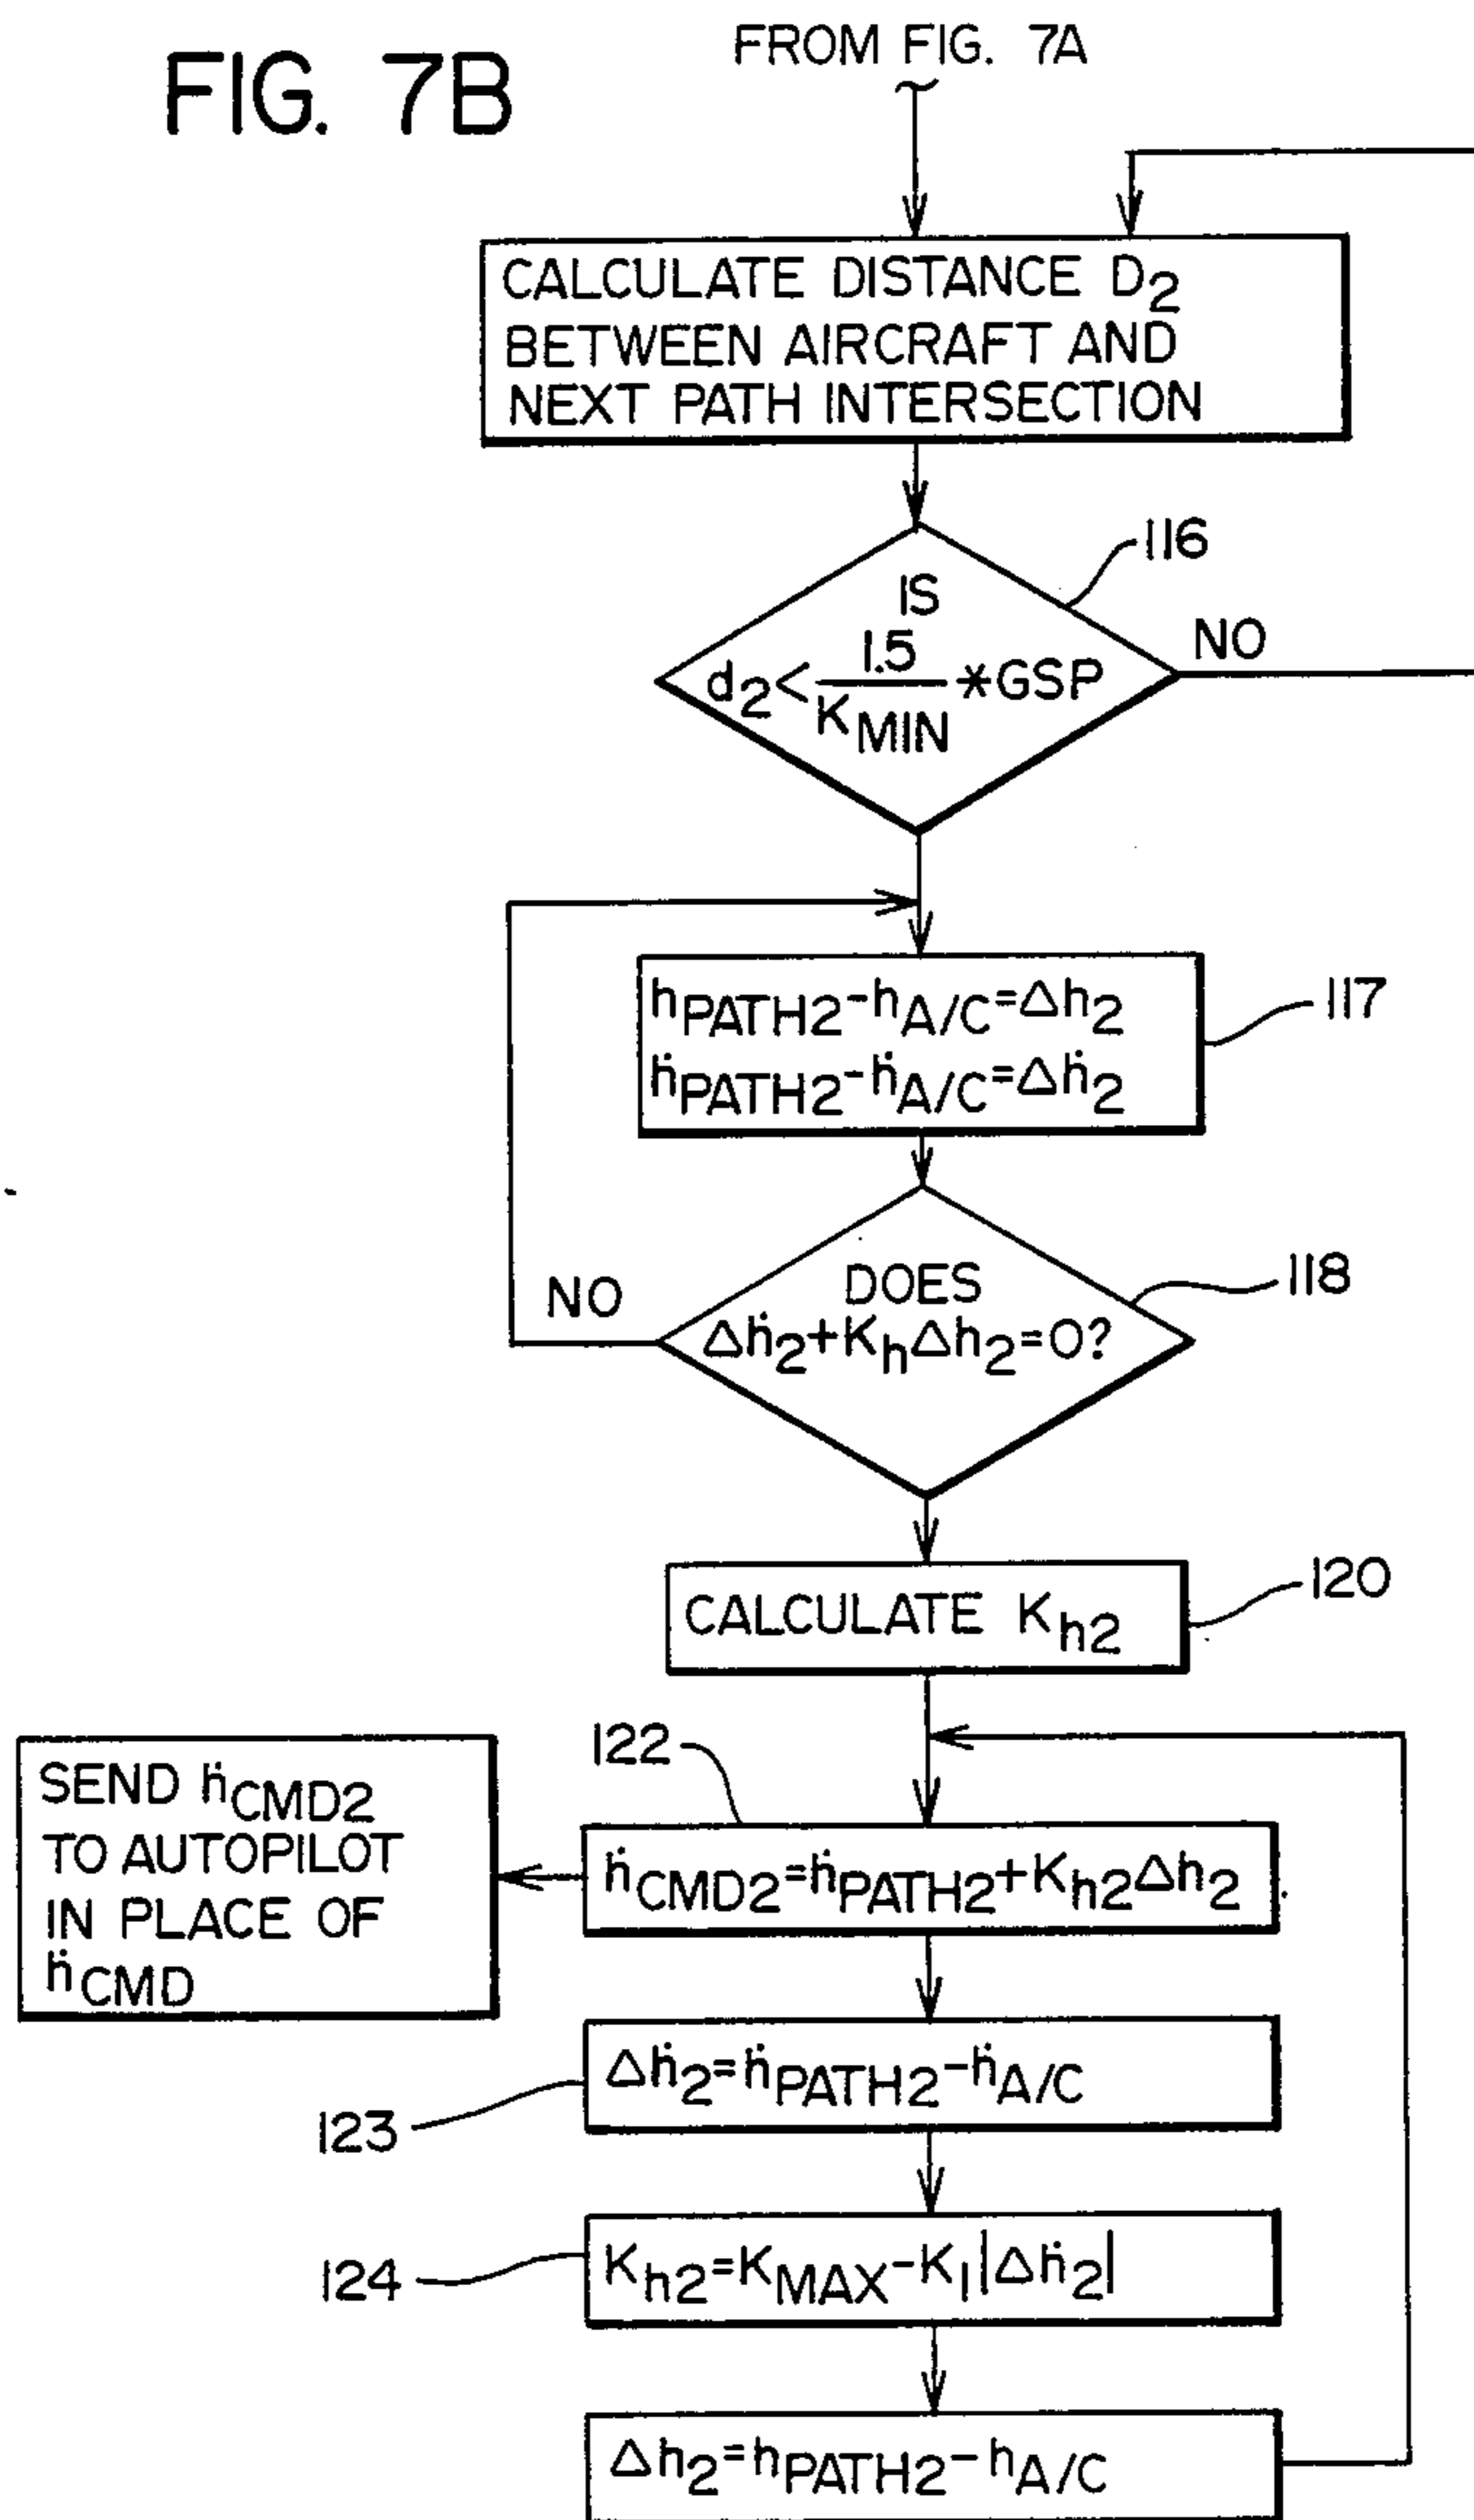 FIG. 7B
FROM FIG. 7A
CALCULATE DISTANCE D2
BETWEEN AIRCRAFT AND
NEXT PATH INTERSECTION
116
IS
d2< 1.5/KMIN *GSP
NO
hPATH2-hA/C=Δh2
ḣPATH2-ḣA/C=Δḣ2
117
DOES
Δḣ2+KhΔh2=0?
118
NO
CALCULATE Kh2
120
122
SEND ḣCMD2
TO AUTOPILOT
IN PLACE OF
ḣCMD
ḣCMD2=ḣPATH2+Kh2Δh2
Δḣ2=ḣPATH2-ḣA/C
123
Kh2=KMAX-K1|Δḣ2|
124
Δh2=hPATH2-hA/C